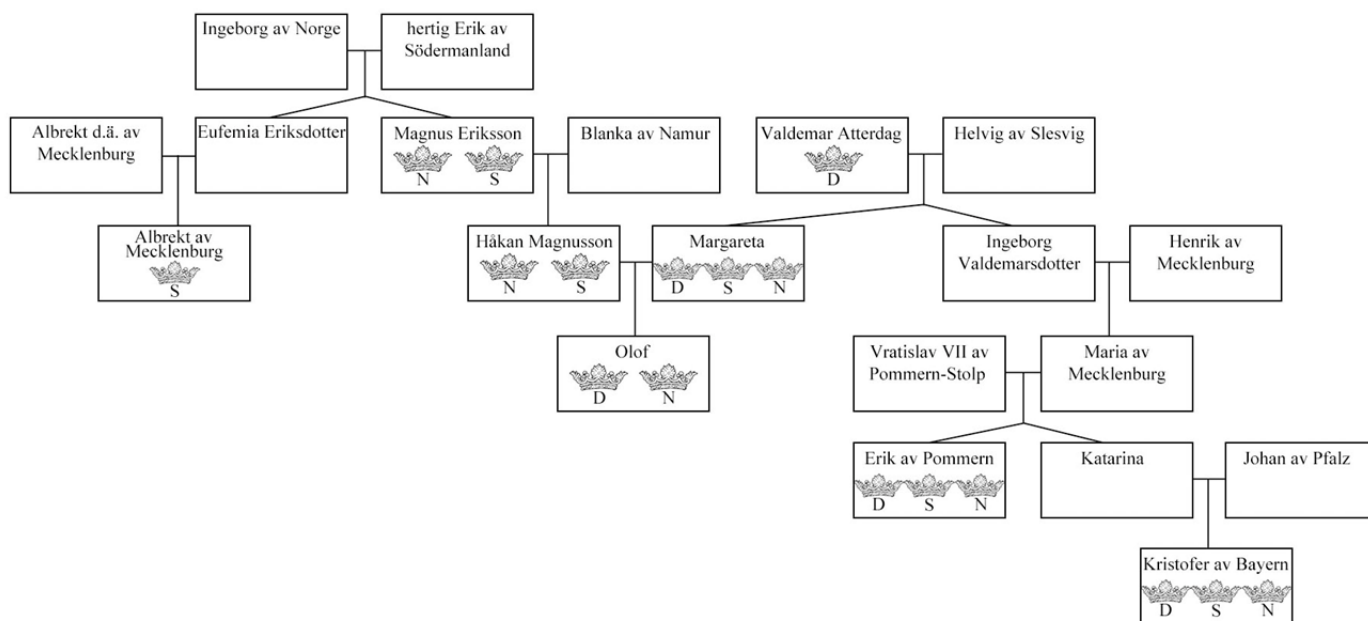 Ingeborg av Norge
hertig Erik av
Södermanland
Albrekt d.ä. av
Mecklenburg
Eufemia Eriksdotter
Magnus Eriksson
N S
Blanka av Namur
Valdemar Atterdag
D
Helvig av Slesvig
Albrekt av
Mecklenburg
S
Håkan Magnusson
N S
Margareta
D S N
Ingeborg
Valdemarsdotter
Henrik av
Mecklenburg
Olof
D N
Vratislav VII av
Pommern-Stolp
Maria av
Mecklenburg
Erik av Pommern
D S N
Katarina
Johan av Pfalz
Kristofer av Bayern
D S N